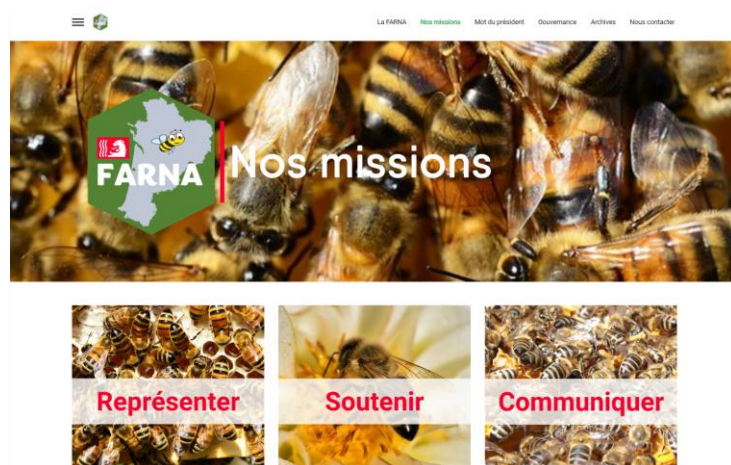 La FARNA Nos missions Mot du président Gouvernance Archives Nous contacter
FARNA
Nos missions
Représenter Soutenir Communiquer